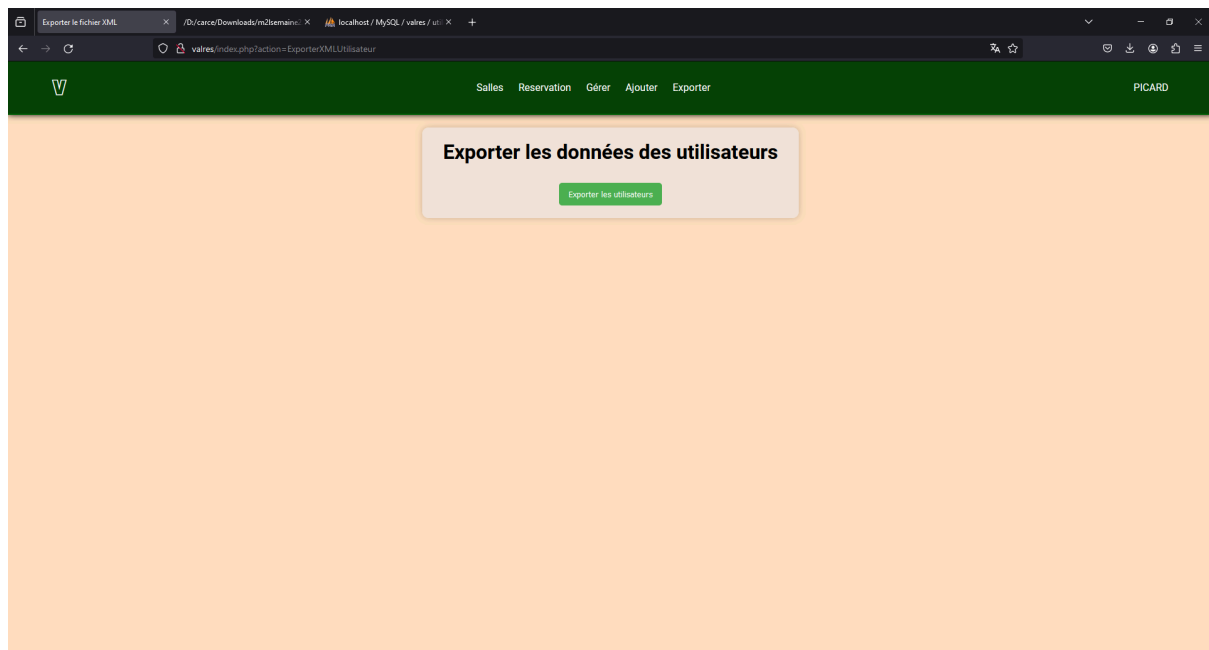 Exporter le fichier XML
/D:/carce/Downloads/m2lsemaine2
localhost / MySQL / valres / uti
valres/index.php?action=ExporterXMLUtilisateur
V
Salles Reservation Gérer Ajouter Exporter
PICARD
Exporter les données des utilisateurs
Exporter les utilisateurs